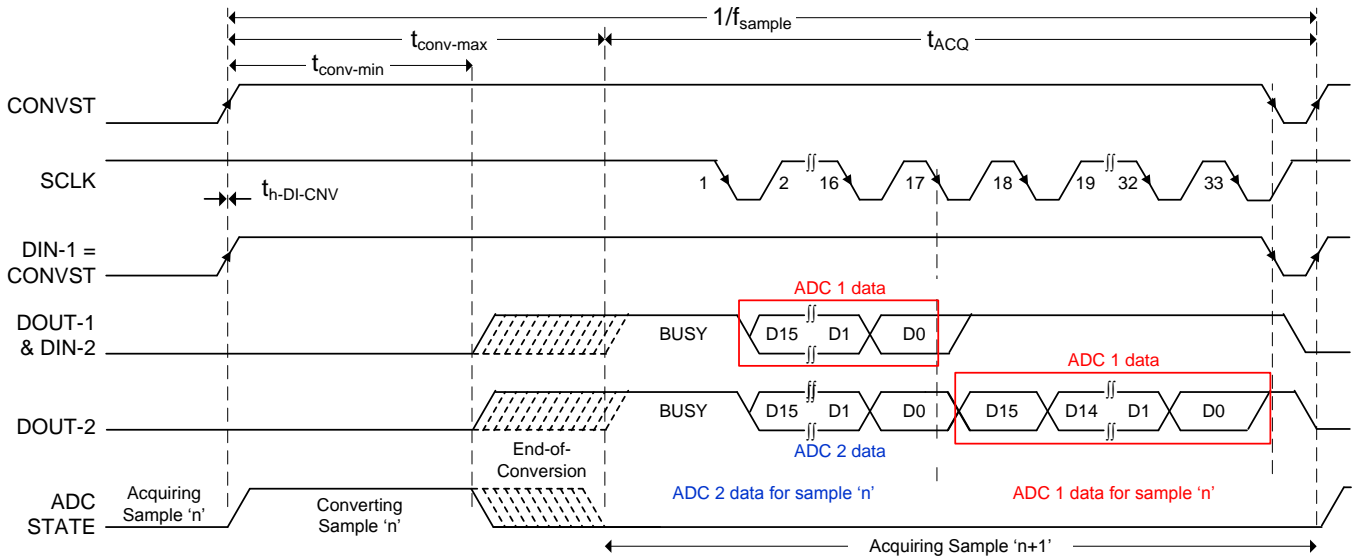 1/fsample
tconv-max
tACQ
tconv-min
CONVST
SCLK
1 2 16 17 18 19 32 33
th-DI-CNV
DIN-1 =
CONVST
ADC 1 data
DOUT-1
& DIN-2
BUSY D15 D1 D0
ADC 1 data
DOUT-2
BUSY D15 D1 D0 D15 D14 D1 D0
ADC 2 data
End-of-
Conversion
ADC
STATE
Acquiring
Sample ‘n’
Converting
Sample ‘n’
ADC 2 data for sample ‘n’
ADC 1 data for sample ‘n’
Acquiring Sample ‘n+1’